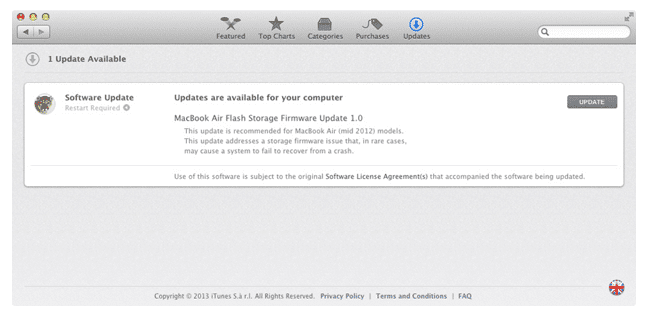 Featured Top Charts Categories Purchases Updates
1 Update Available
Software Update
Restart Required
Updates are available for your computer
UPDATE
MacBook Air Flash Storage Firmware Update 1.0
This update is recommended for MacBook Air (mid 2012) models.
This update addresses a storage firmware issue that, in rare cases,
may cause a system to fail to recover from a crash.
Use of this software is subject to the original Software License Agreement(s) that accompanied the software being updated.
Copyright © 2013 iTunes S.à r.l. All Rights Reserved. Privacy Policy | Terms and Conditions | FAQ